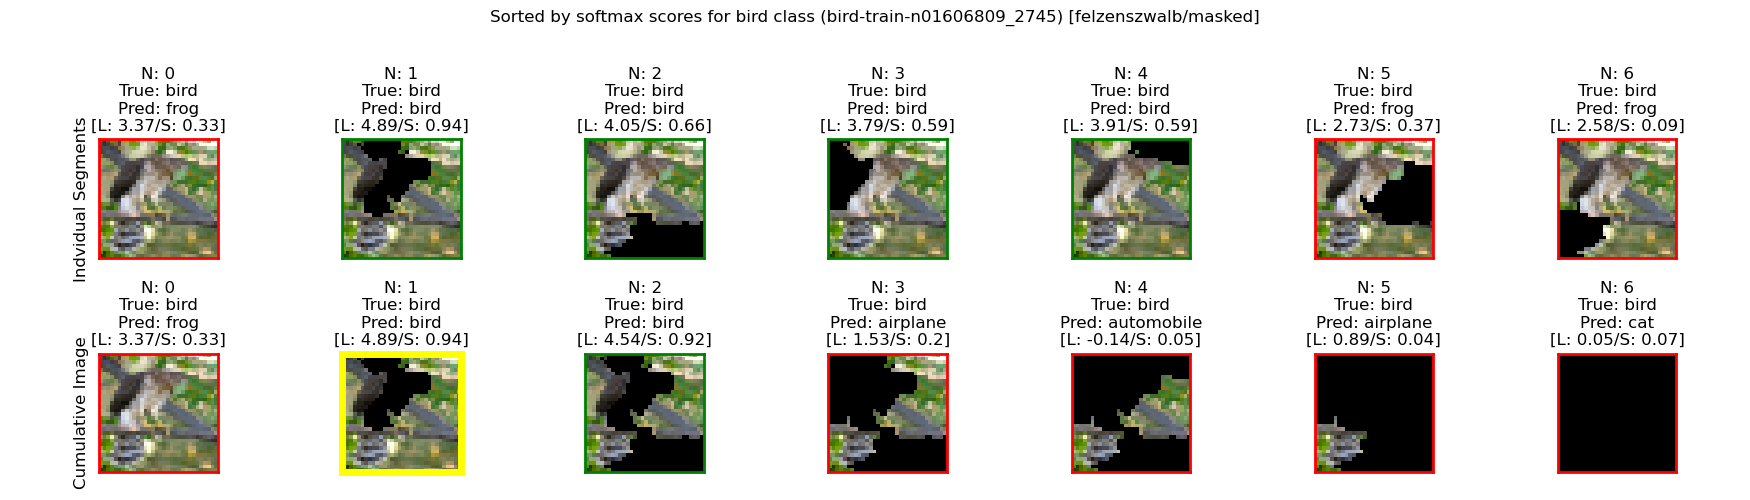 Sorted by softmax scores for bird class (bird-train-n01606809_2745) [felzenszwalb/masked]
Indvidual Segments
N: 0
True: bird
Pred: frog
[L: 3.37/S: 0.33]
N: 1
True: bird
Pred: bird
[L: 4.89/S: 0.94]
N: 2
True: bird
Pred: bird
[L: 4.05/S: 0.66]
N: 3
True: bird
Pred: bird
[L: 3.79/S: 0.59]
N: 4
True: bird
Pred: bird
[L: 3.91/S: 0.59]
N: 5
True: bird
Pred: frog
[L: 2.73/S: 0.37]
N: 6
True: bird
Pred: frog
[L: 2.58/S: 0.09]
Cumulative Image
N: 0
True: bird
Pred: frog
[L: 3.37/S: 0.33]
N: 1
True: bird
Pred: bird
[L: 4.89/S: 0.94]
N: 2
True: bird
Pred: bird
[L: 4.54/S: 0.92]
N: 3
True: bird
Pred: airplane
[L: 1.53/S: 0.2]
N: 4
True: bird
Pred: automobile
[L: -0.14/S: 0.05]
N: 5
True: bird
Pred: airplane
[L: 0.89/S: 0.04]
N: 6
True: bird
Pred: cat
[L: 0.05/S: 0.07]